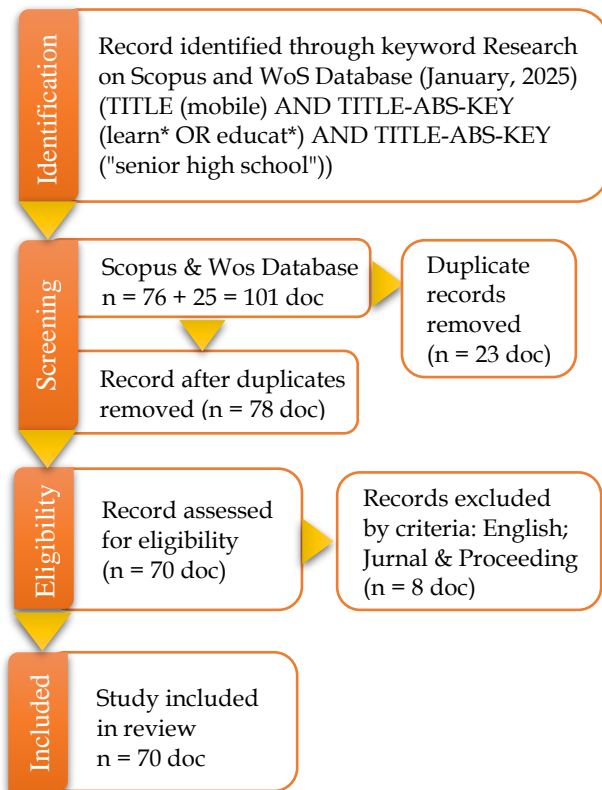 Identification
Record identified through keyword Research
on Scopus and WoS Database (January, 2025)
(TITLE (mobile) AND TITLE-ABS-KEY
(learn* OR educat*) AND TITLE-ABS-KEY
("senior high school"))
Screening
Scopus & Wos Database
n = 76 + 25 = 101 doc
Duplicate
records
removed
(n = 23 doc)
Record after duplicates
removed (n = 78 doc)
Eligibility
Record assessed
for eligibility
(n = 70 doc)
Records excluded
by criteria: English;
Jurnal & Proceeding
(n = 8 doc)
Included
Study included
in review
n = 70 doc